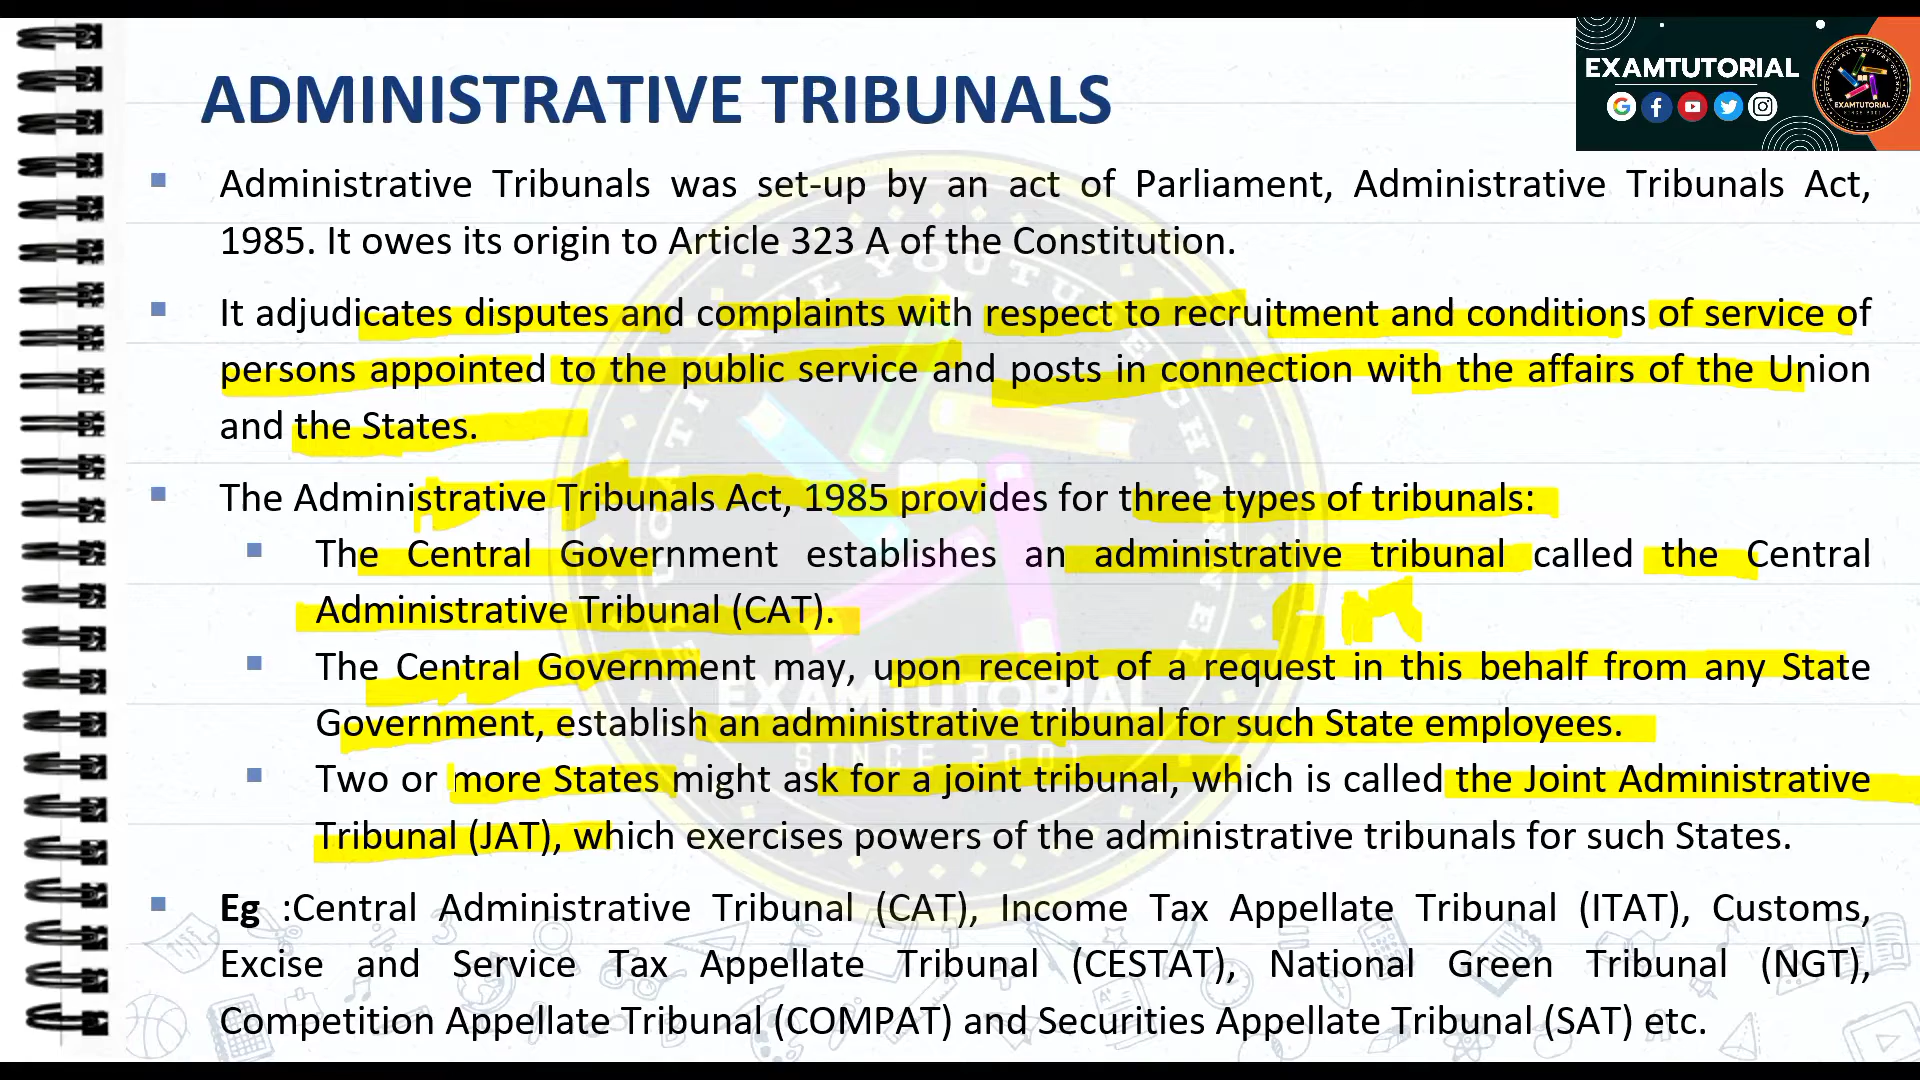 EXAMTUTORIAL
ADMINISTRATIVE TRIBUNALS
EXAMTUTORIAL
Administrative Tribunals was set-up by an act of Parliament, Administrative Tribunals Act,
1985. It owes its origin to Article 323 A of the Constitution.
It adjudicates disputes and complaints with respect to recruitment and conditions of service of
persons appointed to the public service and posts in connection with the affairs of the Union
and the States.
The Administrative Tribunals Act, 1985 provides for three types of tribunals:
The Central Government establishes an administrative tribunal called the Central
Administrative Tribunal (CAT).
The Central Government may, upon receipt of a request in this behalf from any State
EXAMTUTORIAL
Government, establish an administrative tribunal for such State employees.
SINCE 2001
Two or more States might ask for a joint tribunal, which is called the Joint Administrative
Tribunal (JAT), which exercises powers of the administrative tribunals for such States.
Eg :Central Administrative Tribunal (CAT), Income Tax Appellate Tribunal (ITAT), Customs,
Excise and Service Tax Appellate Tribunal (CESTAT), National Green Tribunal (NGT),
Competition Appellate Tribunal (COMPAT) and Securities Appellate Tribunal (SAT) etc.